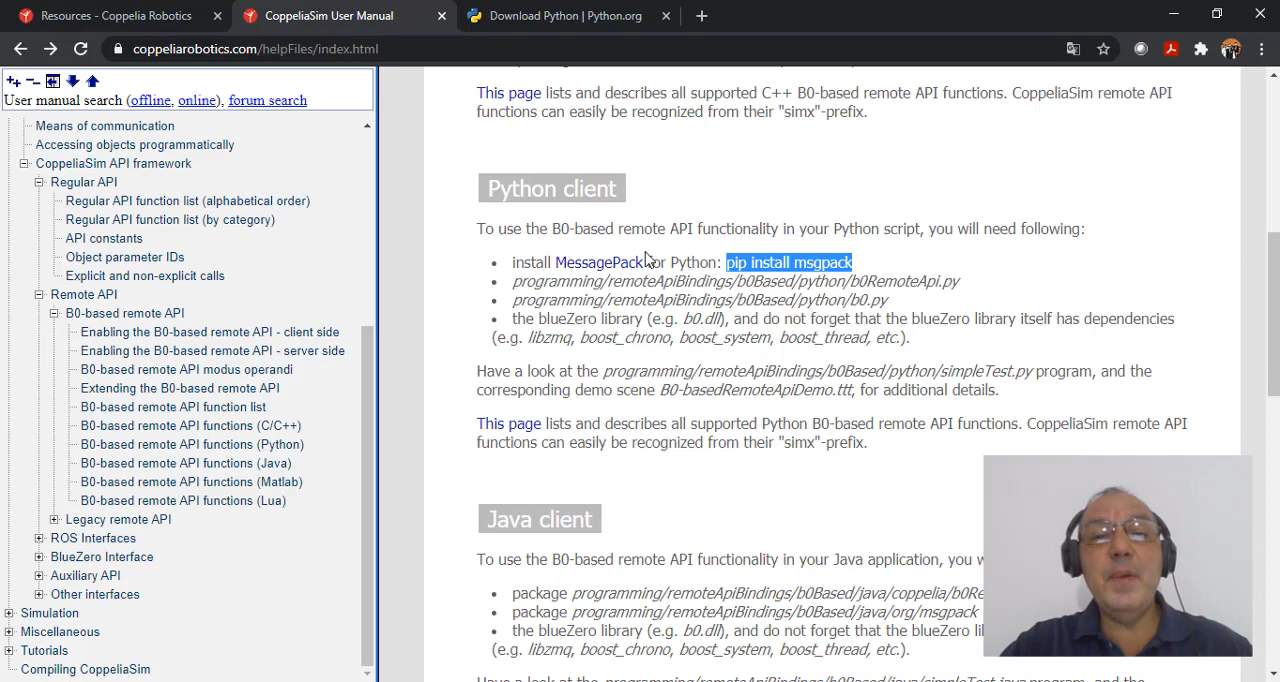 Resources - Coppelia Robotics
CoppeliaSim User Manual
Download Python | Python.org
coppeliarobotics.com/helpFiles/index.html
User manual search (offline, online), forum search
Means of communication
Accessing objects programmatically
CoppeliaSim API framework
Regular API
Regular API function list (alphabetical order)
Regular API function list (by category)
API constants
Object parameter IDs
Explicit and non-explicit calls
Remote API
B0-based remote API
Enabling the B0-based remote API - client side
Enabling the B0-based remote API - server side
B0-based remote API modus operandi
Extending the B0-based remote API
B0-based remote API function list
B0-based remote API functions (C/C++)
B0-based remote API functions (Python)
B0-based remote API functions (Java)
B0-based remote API functions (Matlab)
B0-based remote API functions (Lua)
Legacy remote API
ROS Interfaces
BlueZero Interface
Auxiliary API
Other interfaces
Simulation
Miscellaneous
Tutorials
Compiling CoppeliaSim
This page lists and describes all supported C++ B0-based remote API functions. CoppeliaSim remote API
functions can easily be recognized from their "simx"-prefix.
Python client
To use the B0-based remote API functionality in your Python script, you will need following:
install MessagePack for Python: pip install msgpack
programming/remoteApiBindings/b0Based/python/b0RemoteApi.py
programming/remoteApiBindings/b0Based/python/b0.py
the blueZero library (e.g. b0.dll), and do not forget that the blueZero library itself has dependencies
(e.g. libzmq, boost_chrono, boost_system, boost_thread, etc.).
Have a look at the programming/remoteApiBindings/b0Based/python/simpleTest.py program, and the
corresponding demo scene B0-basedRemoteApiDemo.ttt, for additional details.
This page lists and describes all supported Python B0-based remote API functions. CoppeliaSim remote API
functions can easily be recognized from their "simx"-prefix.
Java client
To use the B0-based remote API functionality in your Java application, you w
package programming/remoteApiBindings/b0Based/java/coppelia/b0Re
package programming/remoteApiBindings/b0Based/java/org/msgpack
the blueZero library (e.g. b0.dll), and do not forget that the blueZero li
(e.g. libzmq, boost_chrono, boost_system, boost_thread, etc.).
Have a look at the programming/remoteApiBindings/b0Based/java/simpleTest.java program, and the